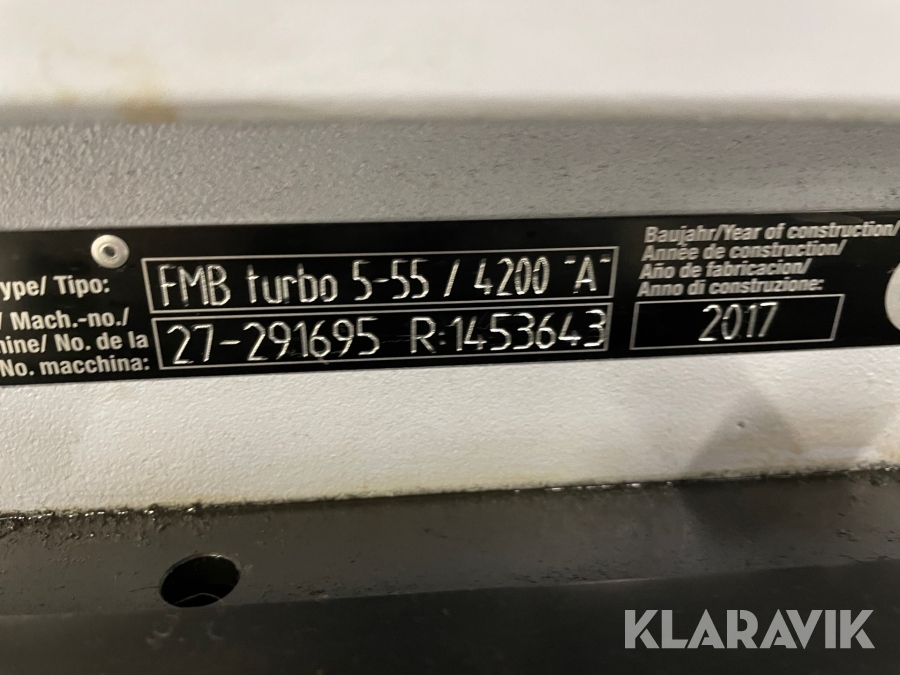 ype/ Tipo:
FMB turbo 5-55 / 4200 "A"
/ Mach.-no./
hine/ No. de la
No. macchina:
27-291695 R:1453643
Baujahr/Year of construction/
Année de construction/
Año de fabricacion/
Anno di construzione:
2017
KLARAVIK